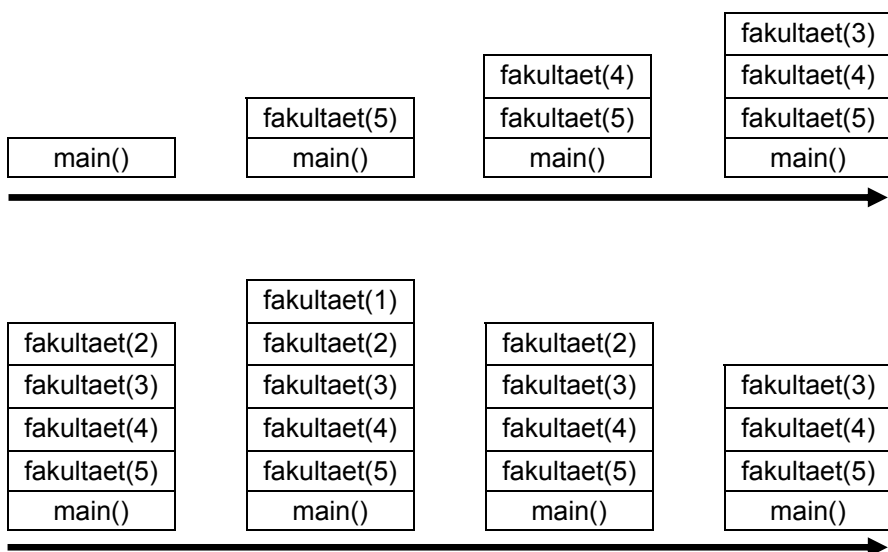 fakultaet(3)
fakultaet(4) fakultaet(4)
fakultaet(5) fakultaet(5) fakultaet(5)
main() main() main() main()
fakultaet(1)
fakultaet(2) fakultaet(2) fakultaet(2)
fakultaet(3) fakultaet(3) fakultaet(3) fakultaet(3)
fakultaet(4) fakultaet(4) fakultaet(4) fakultaet(4)
fakultaet(5) fakultaet(5) fakultaet(5) fakultaet(5)
main() main() main() main()